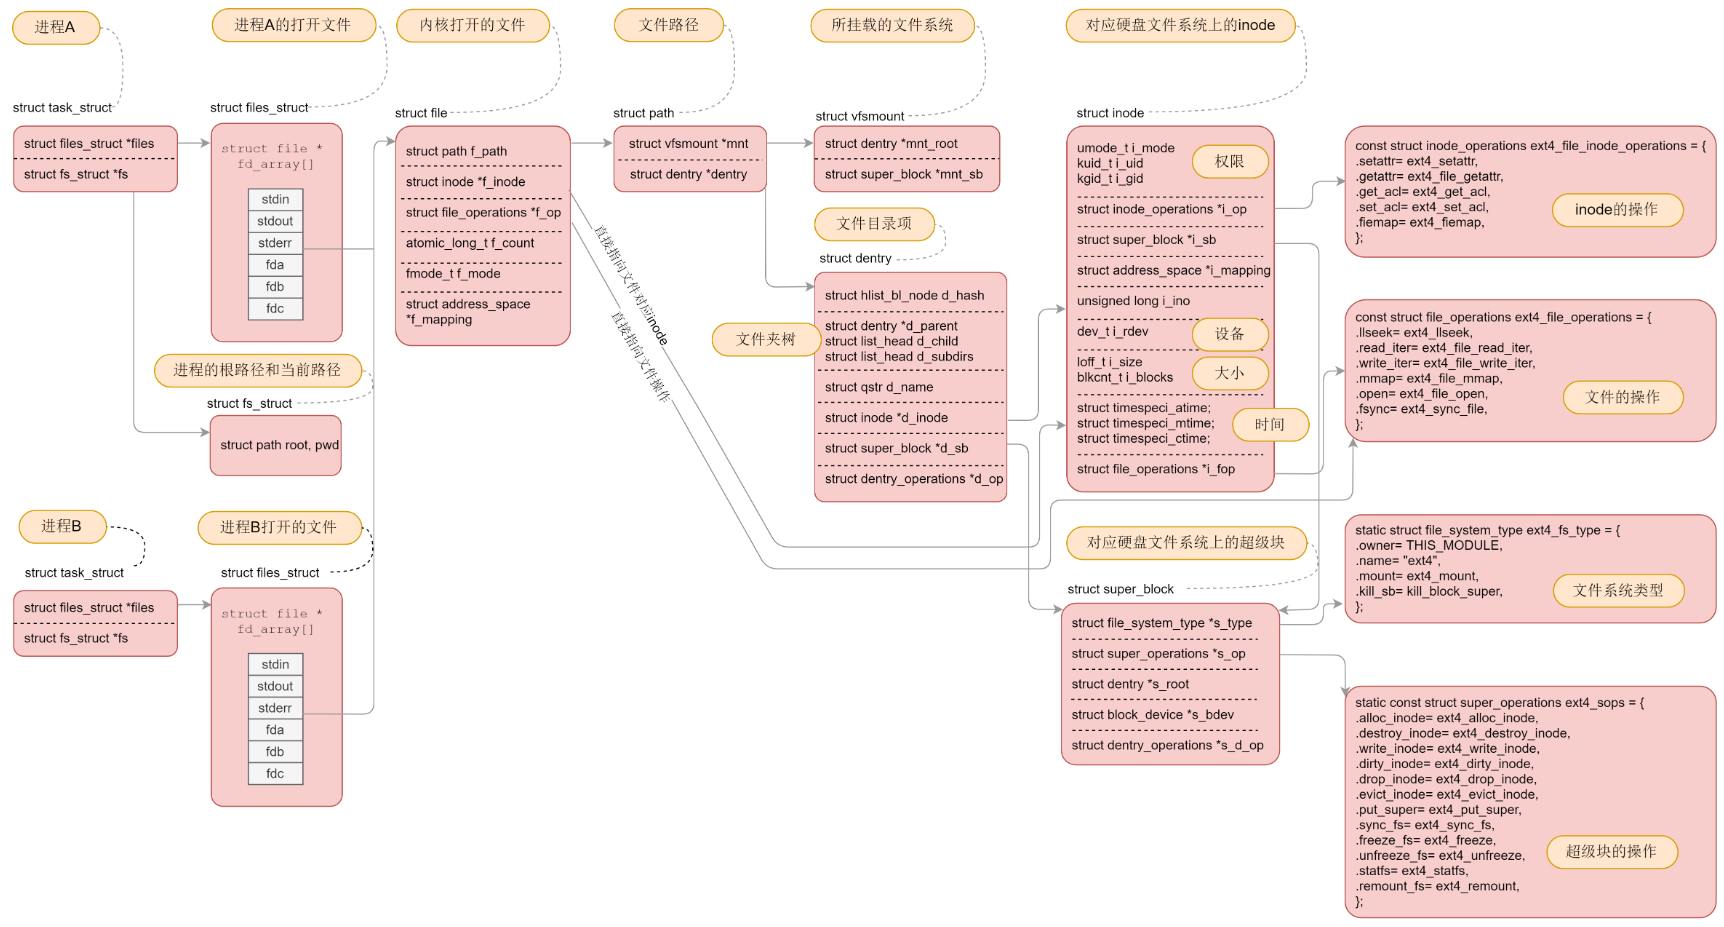 进程A
进程A的打开文件
内核打开的文件
文件路径
所挂载的文件系统
对应硬盘文件系统上的inode
struct task_struct
struct files_struct *files
struct fs_struct *fs
struct files_struct
struct file *
fd_array[]
stdin
stdout
stderr
fda
fdb
fdc
进程的根路径和当前路径
struct fs_struct
struct path root, pwd
进程B
进程B打开的文件
struct task_struct
struct files_struct *files
struct fs_struct *fs
struct files_struct
struct file *
fd_array[]
stdin
stdout
stderr
fda
fdb
fdc
struct file
struct path f_path
struct inode *f_inode
struct file_operations *f_op
atomic_long_t f_count
fmode_t f_mode
struct address_space
*f_mapping
直接指向文件对应inode
直接指向文件操作
struct path
struct vfsmount *mnt
struct dentry *dentry
struct vfsmount
struct dentry *mnt_root
struct super_block *mnt_sb
文件目录项
struct dentry
文件夹树
struct hlist_bl_node d_hash
struct dentry *d_parent
struct list_head d_child
struct list_head d_subdirs
struct qstr d_name
struct inode *d_inode
struct super_block *d_sb
struct dentry_operations *d_op
struct inode
umode_t i_mode
kuid_t i_uid
kgid_t i_gid
权限
struct inode_operations *i_op
struct super_block *i_sb
struct address_space *i_mapping
unsigned long i_ino
dev_t i_rdev
设备
loff_t i_size
blkcnt_t i_blocks
大小
struct timespeci_atime;
struct timespeci_mtime;
struct timespeci_ctime;
时间
struct file_operations *i_fop
对应硬盘文件系统上的超级块
struct super_block
struct file_system_type *s_type
struct super_operations *s_op
struct dentry *s_root
struct block_device *s_bdev
struct dentry_operations *s_d_op
const struct inode_operations ext4_file_inode_operations = {
.setattr= ext4_setattr,
.getattr= ext4_file_getattr,
.get_acl= ext4_get_acl,
.set_acl= ext4_set_acl,
.fiemap= ext4_fiemap,
};
inode的操作
const struct file_operations ext4_file_operations = {
.llseek= ext4_llseek,
.read_iter= ext4_file_read_iter,
.write_iter= ext4_file_write_iter,
.mmap= ext4_file_mmap,
.open= ext4_file_open,
.fsync= ext4_sync_file,
};
文件的操作
static struct file_system_type ext4_fs_type = {
.owner= THIS_MODULE,
.name= "ext4",
.mount= ext4_mount,
.kill_sb= kill_block_super,
};
文件系统类型
static const struct super_operations ext4_sops = {
.alloc_inode= ext4_alloc_inode,
.destroy_inode= ext4_destroy_inode,
.write_inode= ext4_write_inode,
.dirty_inode= ext4_dirty_inode,
.drop_inode= ext4_drop_inode,
.evict_inode= ext4_evict_inode,
.put_super= ext4_put_super,
.sync_fs= ext4_sync_fs,
.freeze_fs= ext4_freeze,
.unfreeze_fs= ext4_unfreeze,
.statfs= ext4_statfs,
.remount_fs= ext4_remount,
};
超级块的操作